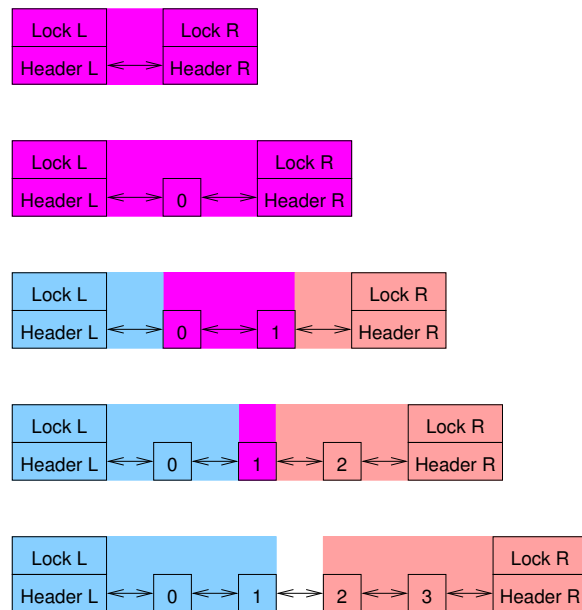 Lock L Lock R
Header L Header R
Lock L Lock R
Header L 0 Header R
Lock L Lock R
Header L 0 1 Header R
Lock L Lock R
Header L 0 1 2 Header R
Lock L Lock R
Header L 0 1 2 3 Header R